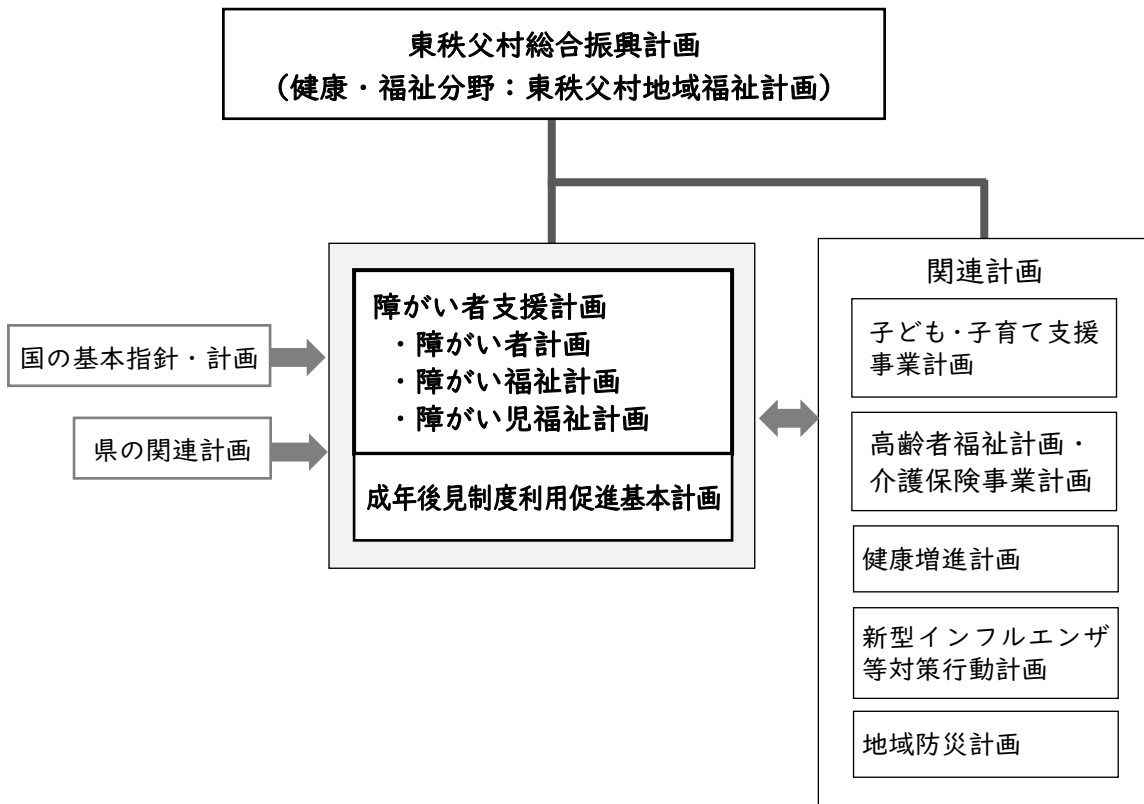 東秩父村総合振興計画
（健康・福祉分野：東秩父村地域福祉計画）
国の基本指針・計画
県の関連計画
障がい者支援計画
・障がい者計画
・障がい福祉計画
・障がい児福祉計画
成年後見制度利用促進基本計画
関連計画
子ども・子育て支援
事業計画
高齢者福祉計画・
介護保険事業計画
健康増進計画
新型インフルエンザ
等対策行動計画
地域防災計画